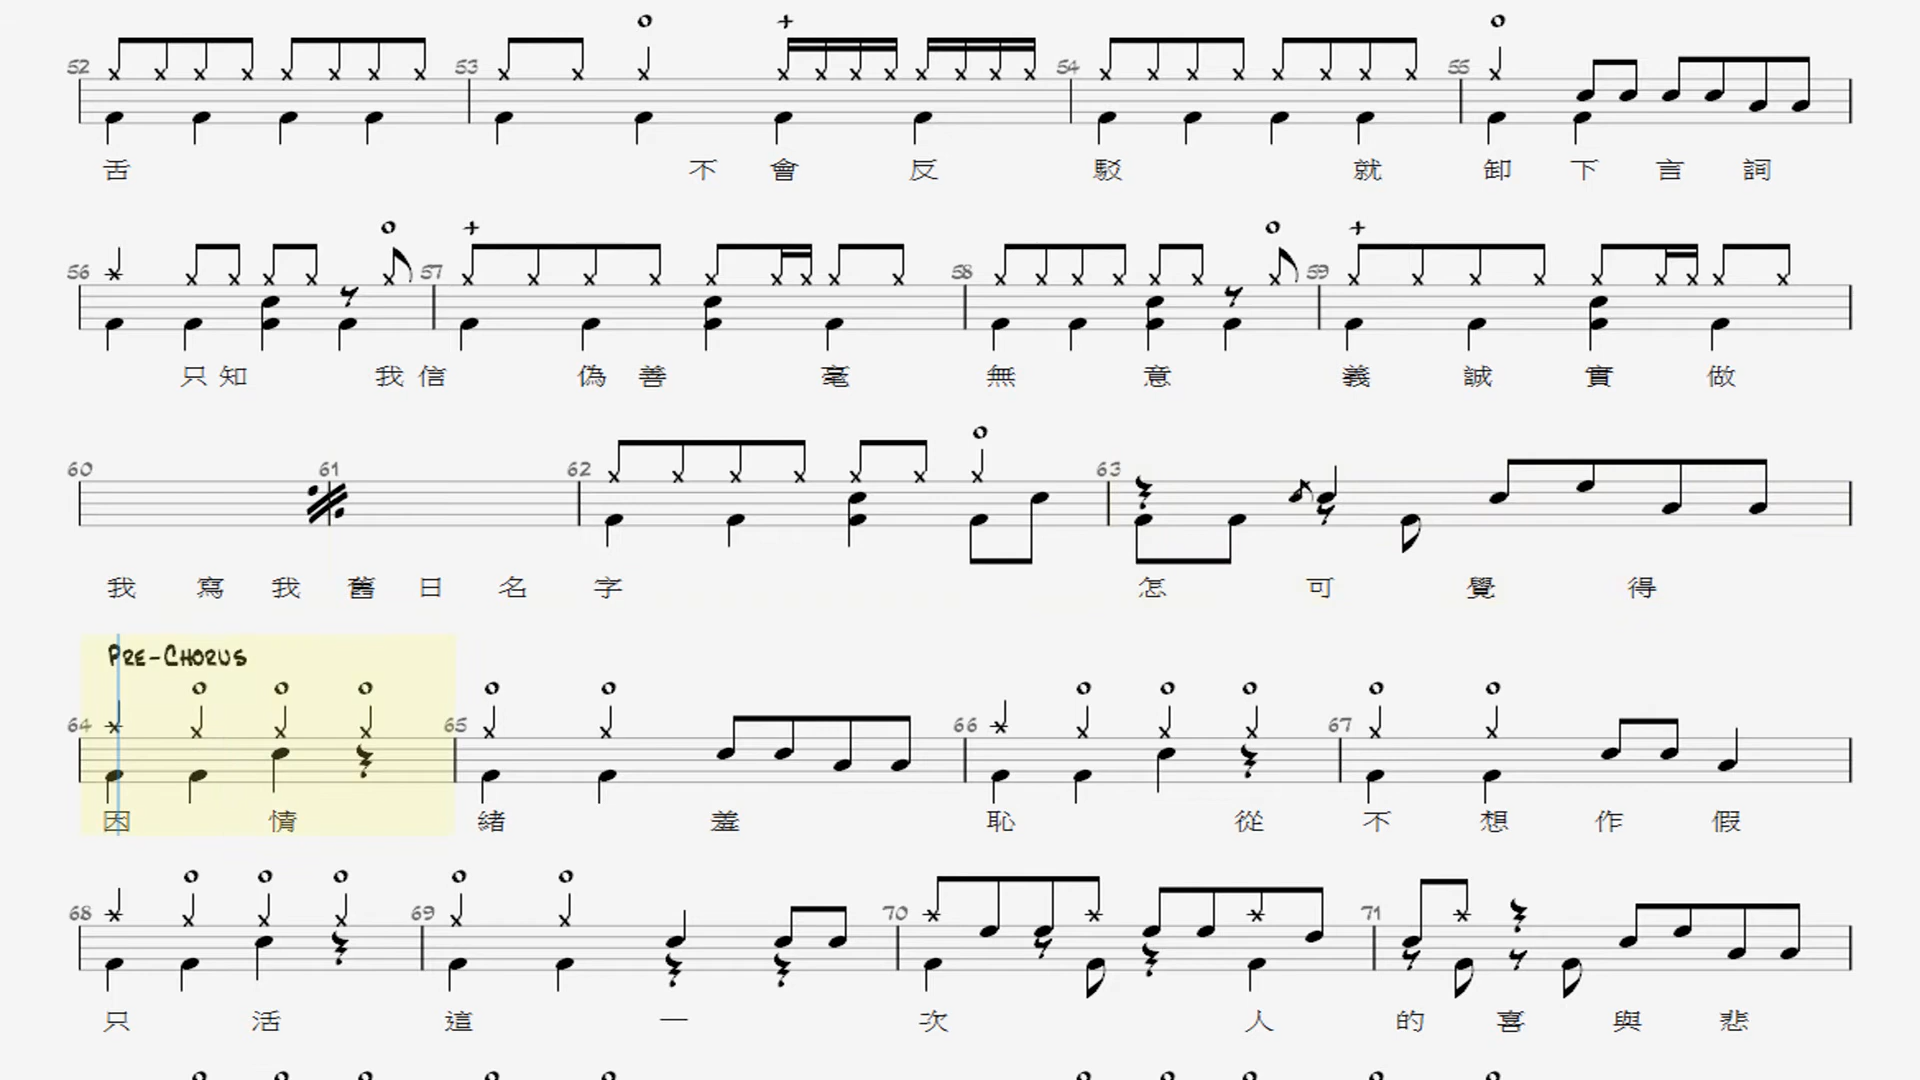 52 53 54 55
舌 不 會 反 駁 就 卸 下 言 詞
56 57 58 59
只 知 我 信 偽 善 毫 無 意 義 誠 實 做
60 61 62 63
我 寫 我 舊 日 名 字 怎 可 覺 得
PRE-CHORUS
64 65 66 67
因 情 緒 羞 恥 從 不 想 作 假
68 69 70 71
只 活 這 一 次 人 的 喜 與 悲